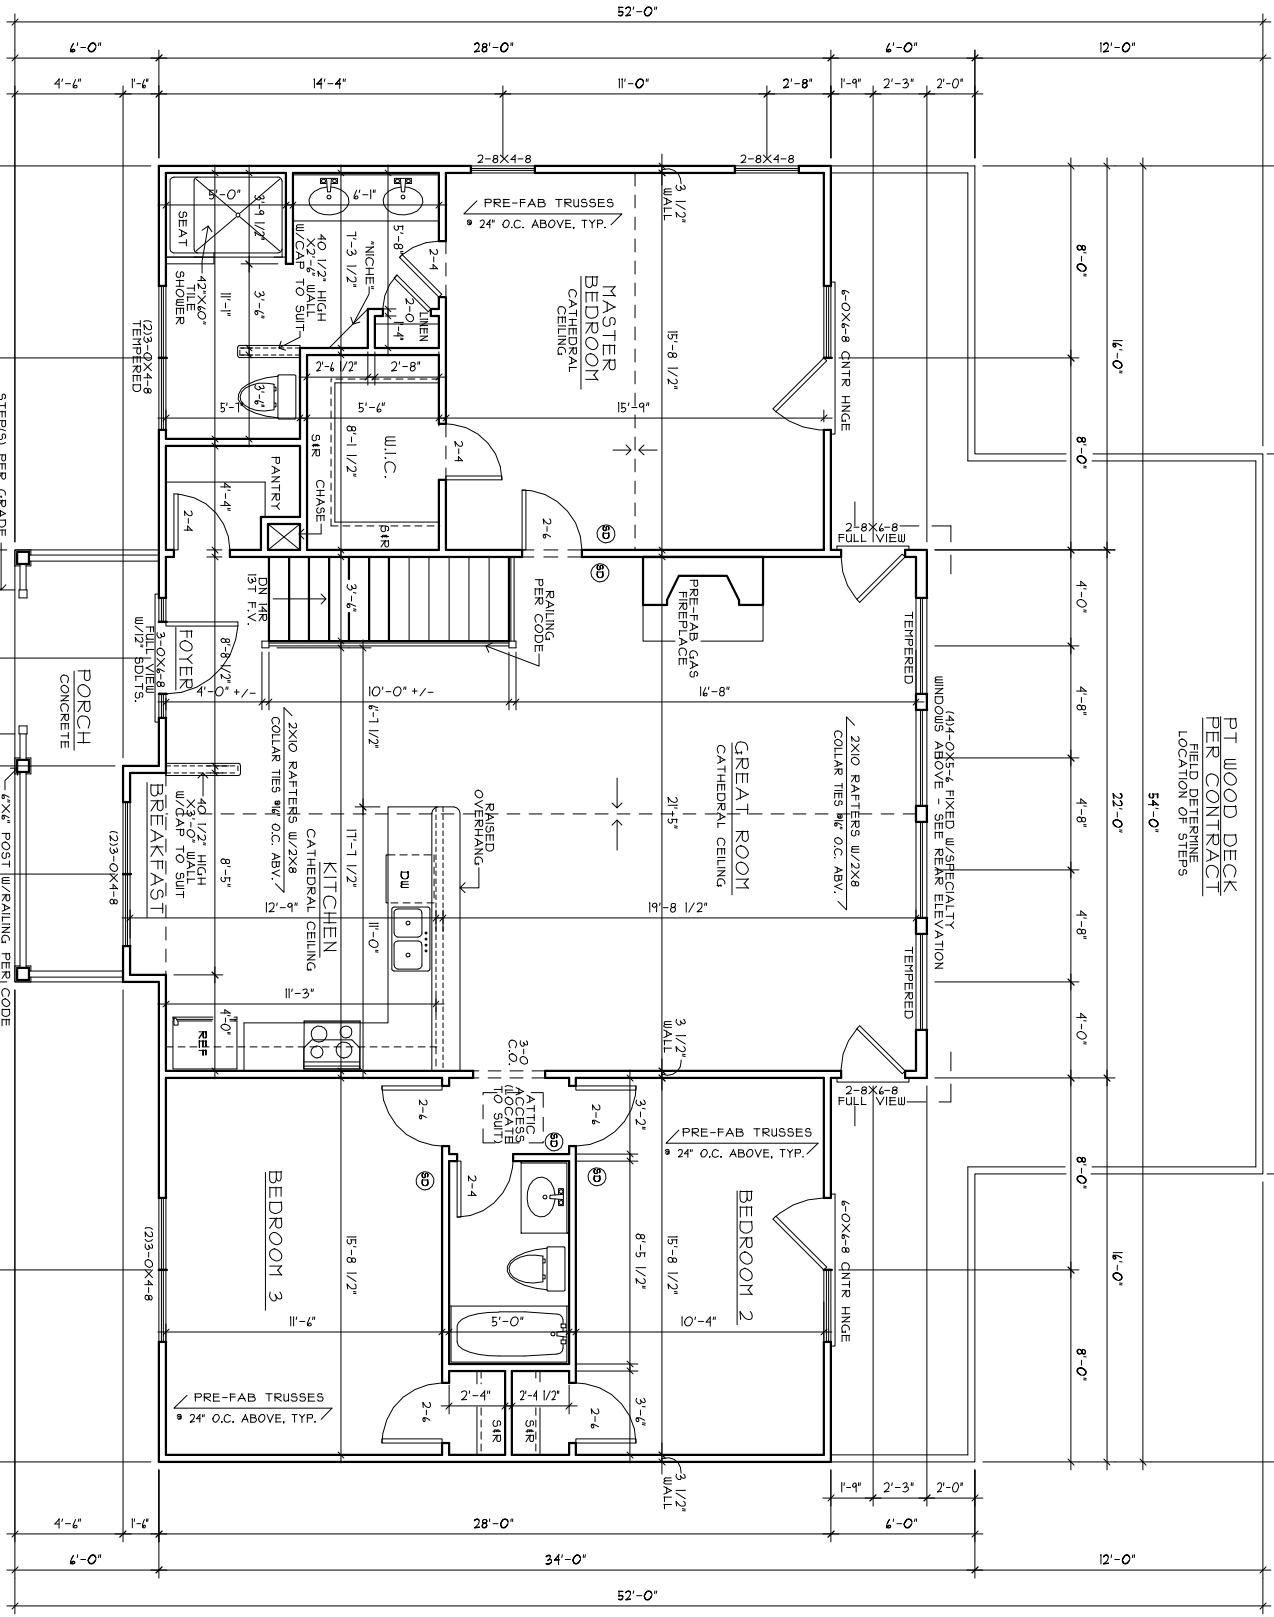 52'-0"
6'-0"
28'-0"
6'-0"
12'-0"
4'-6"
1'-6"
14'-4"
11'-0"
2'-8"
1'-9"
2'-3"
2'-0"
2-8X4-8
2-8X4-8
3 1/2"
WALL
PRE-FAB TRUSSES
@ 24" O.C. ABOVE, TYP.
5'-0"
3'-9 1/2"
SEAT
6'-1"
5'-8"
2-4
"NICHE"
7'-3 1/2"
40 1/2" HIGH
X2'-6" WALL
W/CAP TO SUIT
42"X60"
TILE
SHOWER
11'-1"
3'-6"
2-0
LINEN
1'-4"
MASTER
BEDROOM
CATHEDRAL
CEILING
15'-8 1/2"
6-0X6-8 CNTR HNGE
8'-0"
16'-0"
(2)3-0X4-8
TEMPERED
2'-6 1/2"
2'-8"
3'-6"
5'-7"
5'-6"
15'-9"
S&R
8'-1 1/2"
W.I.C.
2-4
8'-0"
PANTRY
4'-4"
CHASE
2-4
S&R
2-6
SD
SD
2-8X6-8
FULL VIEW
STEP(S) PER GRADE
DN 14R
13T F.V.
3'-6"
RAILING
PER CODE
PRE-FAB GAS
FIREPLACE
TEMPERED
4'-0"
FOYER
8'-8 1/2"
3-0X6-8
FULL VIEW
W/12" SDLTS.
PORCH
CONCRETE
4'-0" +/-
10'-0" +/-
16'-8"
6'-7 1/2"
4'-8"
WINDOWS ABOVE - SEE REAR ELEVATION
(4)4-0X5-6 FIXED W/SPECIALTY
2X10 RAFTERS W/2X8
COLLAR TIES @16" O.C. ABV.
2X10 RAFTERS W/2X8
COLLAR TIES @16" O.C. ABV.
GREAT ROOM
CATHEDRAL CEILING
21'-5"
PT WOOD DECK
PER CONTRACT
FIELD DETERMINE
LOCATION OF STEPS
54'-0"
22'-0"
4'-8"
6"X6" POST W/RAILING PER CODE
BREAKFAST
40 1/2" HIGH
X3'-0" WALL
W/CAP TO SUIT
(2)3-0X4-8
8'-5"
RAISED
OVERHANG
17'-7 1/2"
KITCHEN
CATHEDRAL CEILING
DW
12'-9"
19'-8 1/2"
11'-0"
4'-8"
TEMPERED
11'-3"
4'-0"
REF
3-0
C.O.
3 1/2"
WALL
4'-0"
2-8X6-8
FULL VIEW
2-6
ATTIC
ACCESS
(LOCATE
TO SUIT)
SD
2-6
3'-2"
PRE-FAB TRUSSES
@ 24" O.C. ABOVE, TYP.
SD
2-4
SD
8'-0"
BEDROOM 3
BEDROOM 2
15'-8 1/2"
8'-5 1/2"
15'-8 1/2"
6-0X6-8 CNTR HNGE
16'-0"
(2)3-0X4-8
11'-6"
5'-0"
10'-4"
8'-0"
PRE-FAB TRUSSES
@ 24" O.C. ABOVE, TYP.
2-6
2'-4"
2'-4 1/2"
S&R
S&R
2-6
3'-6"
3 1/2"
WALL
1'-9"
2'-3"
2'-0"
4'-6"
1'-6"
28'-0"
6'-0"
6'-0"
34'-0"
12'-0"
52'-0"